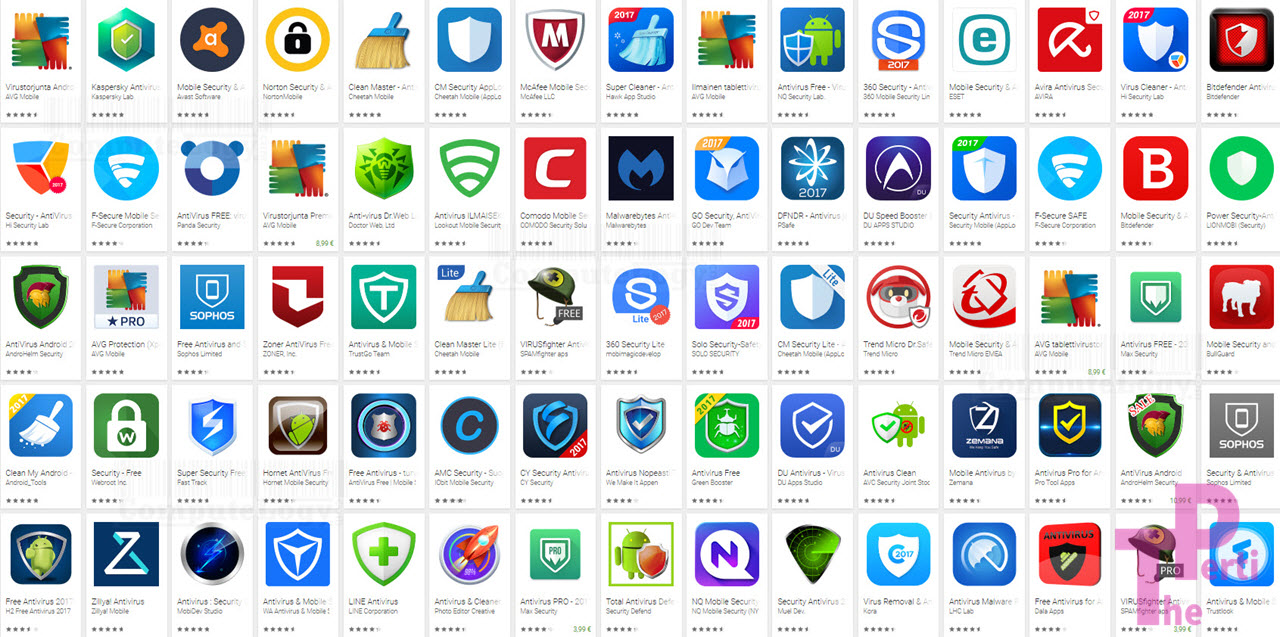 2017
2017
2017
Virustorjunta Andro
Kaspersky Antivirus
Mobile Security & A
Norton Security & A
Clean Master - Ant
CM Security AppLo
McAfee Mobile Sec
Super Cleaner - An
Ilmainen tablettiviru
Antivirus Free - Viru
360 Security - An
Mobile Security & A
Avira Antivirus Secu
Virus Cleaner - Ant
Bitdefender Antivir
AVG Mobile
Kaspersky Lab
Avast Software
NortonMobile
Cheetah Mobile
Cheetah Mobile (AppLo
McAfee LLC
Hawk App Studio
AVG Mobile
NQ Security Lab
360 Mobile Security Lim
ESET
AVIRA
Hi Security Lab
Bitdefender
2017
2017
2017
2017
DU
Security - AntiVirus
F-Secure Mobile Se
AntiVirus FREE: viru
Virustorjunta Prem
Anti-virus Dr.Web L
Antivirus ILMAISEK
Comodo Mobile Se
Malwarebytes Anti
GO Security, AntiV
DFNDR - Antivirus
DU Speed Booster
Security Antivirus -
F-Secure SAFE
Mobile Security & A
Power Security-Ant
Hi Security Lab
F-Secure Corporation
Panda Security
AVG Mobile
Doctor Web, Ltd
Lookout Mobile Securit
COMODO Security Solu
Malwarebytes
GO Dev Team
PSafe
DU APPS STUDIO
Security Mobile (AppLo
F-Secure Corporation
Bitdefender
LIONMOBI (Security)
8,99 €
PRO
SOPHOS
Lite
FREE
Lite 2017
2017
Lite
AntiVirus Android 2
AVG Protection (Xp
Free Antivirus and
Zoner AntiVirus Fre
Antivirus & Mobile
Clean Master Lite (
VIRUSfighter Antivi
360 Security Lite
Solo Security-Safet
CM Security Lite - A
Trend Micro Dr.Safe
Mobile Security & A
AVG tablettivirustor
Antivirus FREE - 20
Mobile Security and
AndroHelm Security
AVG Mobile
Sophos Limited
ZONER, Inc.
TrustGo Team
Cheetah Mobile
SPAMfighter aps
mobimagicdevelop
SOLO SECURITY
Cheetah Mobile (AppLo
Trend Micro
Trend Micro EMEA
AVG Mobile
Max Security
BullGuard
8,99 €
2017
W
C
2017
2017
DU
ZEMANA
We Keep You Safe
SALE
SOPHOS
Clean My Android -
Security - Free
Super Security Free
Hornet AntiVirus Fr
Free Antivirus - tur
AMC Security - Su
CY Security Antivir
Antivirus Nopeast
Antivirus Free
DU Antivirus - Virus
Antivirus Clean
Mobile Antivirus by
Antivirus Pro for An
AntiVirus Android
Security & Antivirus
Android_Tools
Webroot Inc.
Fast Track
Hornet Mobile Security
AntiVirus Free I Mobile S
IObit Mobile Security
CY Security
We Make It Appen
Green Booster
DU Apps Studio
AVC Security Joint Stoc
Zemana
Pro Tool Apps
AndroHelm Security
Sophos Limited
10,99 €
98%
PRO
2017
ANTIVIRUS
PRO
The Perti
Free Antivirus 2017
Zillya! Antivirus
Antivirus : Security
Antivirus & Mobile S
LINE Antivirus
Antivirus & Cleaner
Antivirus PRO - 201
Total Antivirus Defe
NQ Mobile Security
Security Antivirus 2
Virus Removal & An
Antivirus Malware
Free Antivirus for A
VIRUSfighter Antivi
Antivirus & Mobile S
H2 Free Antivirus 2017
Zillya! Mobile
MobiDev Studio
WA Antivirus & Mobile S
LINE Corporation
Photo Editor Creative
Max Security
Security Defend
NQ Mobile Security (NY
Muel Dev.
Kora
LHC Lab
Dala Apps
SPAMfighter aps
Trustlook
3,99 €
3,99 €